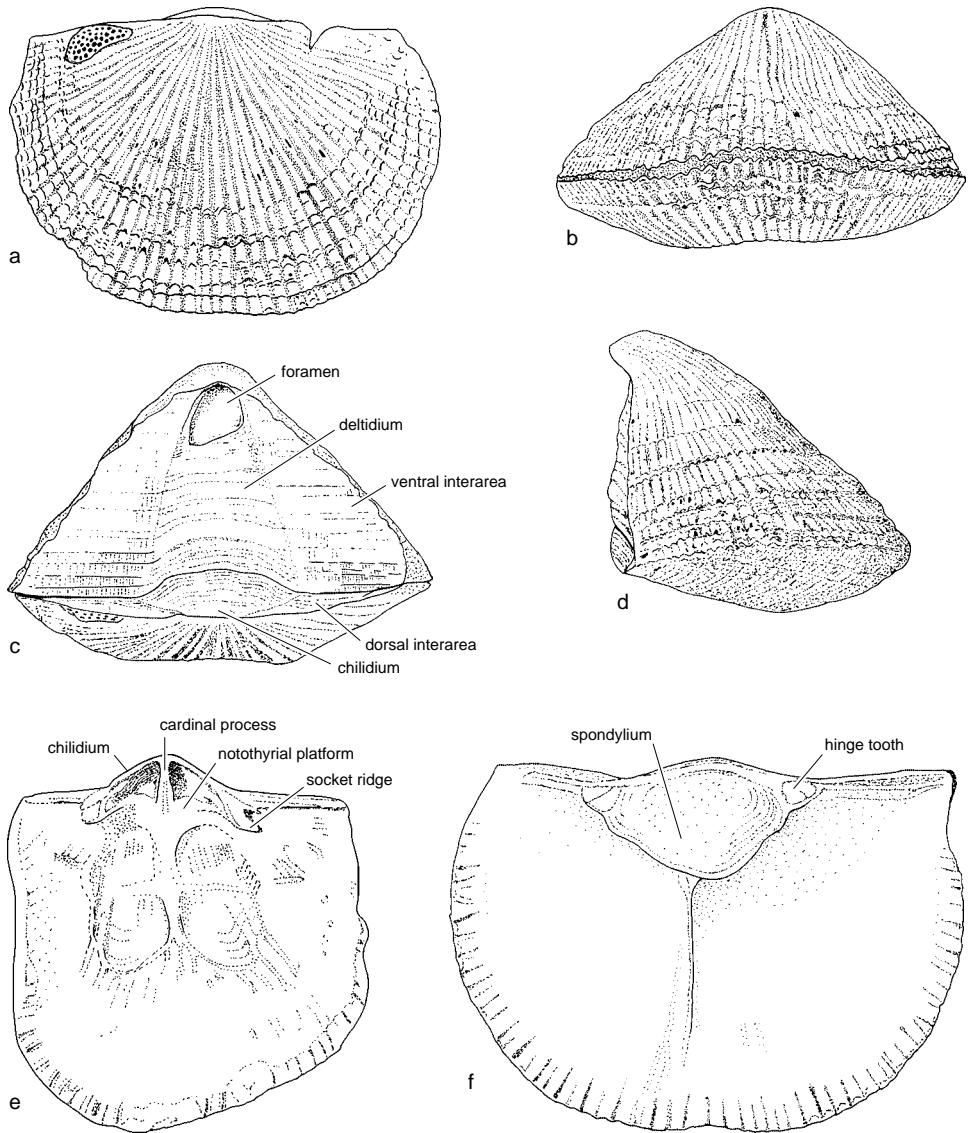 a
b
foramen
deltidium
ventral interarea
d
c
dorsal interarea
chilidium
cardinal process
chilidium
notothyrial platform
socket ridge
spondylium
hinge tooth
e
f